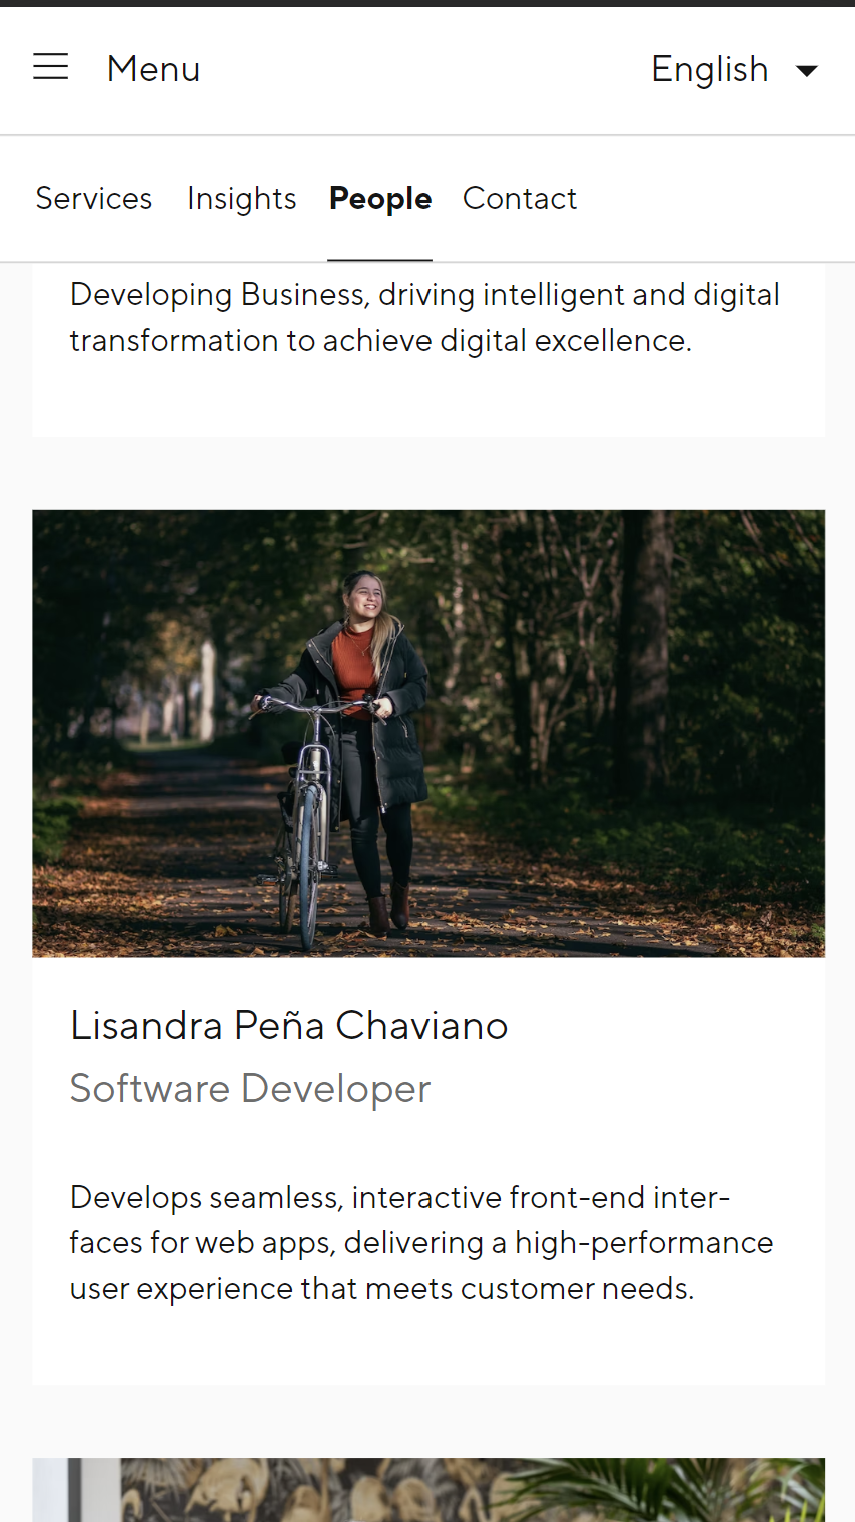 Menu
English
Services Insights People Contact
Developing Business, driving intelligent and digital
transformation to achieve digital excellence.
Lisandra Peña Chaviano
Software Developer
Develops seamless, interactive front-end inter-
faces for web apps, delivering a high-performance
user experience that meets customer needs.